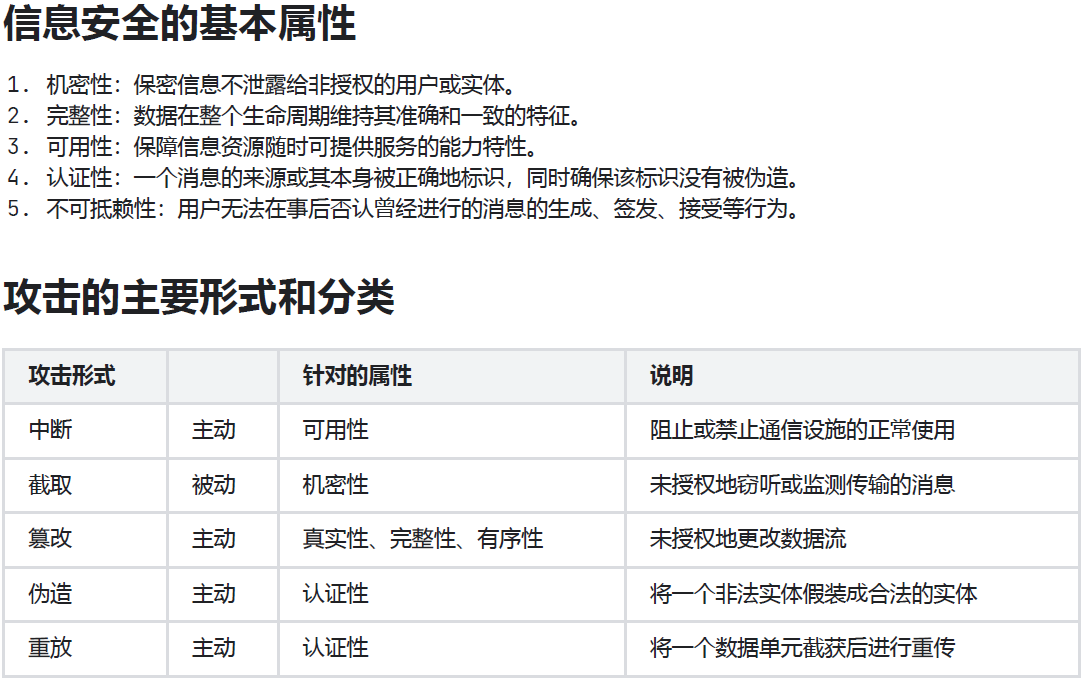 信息安全的基本属性
1. 机密性：保密信息不泄露给非授权的用户或实体。
2. 完整性：数据在整个生命周期维持其准确和一致的特征。
3. 可用性：保障信息资源随时可提供服务的能力特性。
4. 认证性：一个消息的来源或其本身被正确地标识，同时确保该标识没有被伪造。
5. 不可抵赖性：用户无法在事后否认曾经进行的消息的生成、签发、接受等行为。
攻击的主要形式和分类
攻击形式 针对的属性 说明
中断 主动 可用性 阻止或禁止通信设施的正常使用
截取 被动 机密性 未授权地窃听或监测传输的消息
篡改 主动 真实性、完整性、有序性 未授权地更改数据流
伪造 主动 认证性 将一个非法实体假装成合法的实体
重放 主动 认证性 将一个数据单元截获后进行重传